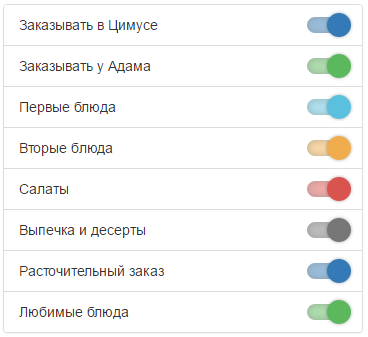 Заказывать в Цимусе
Заказывать у Адама
Первые блюда
Вторые блюда
Салаты
Выпечка и десерты
Расточительный заказ
Любимые блюда